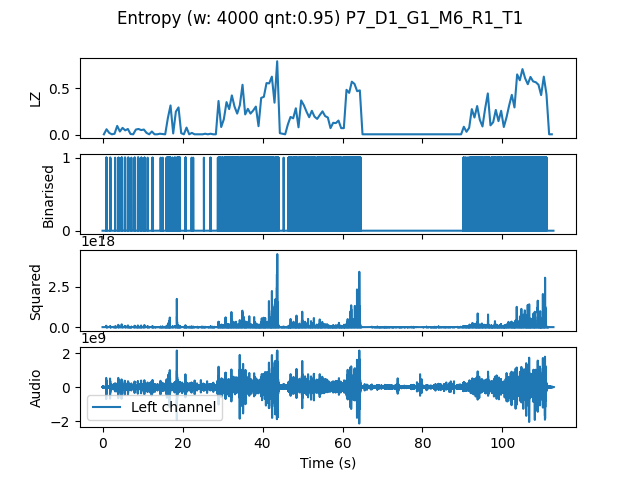 Entropy (w: 4000 qnt:0.95) P7_D1_G1_M6_R1_T1
LZ
0.5
0.0
Binarised
1
0
1e18
Squared
2.5
0.0
1e9
Audio
2
0
−2
Left channel
0 20 40 60 80 100
Time (s)